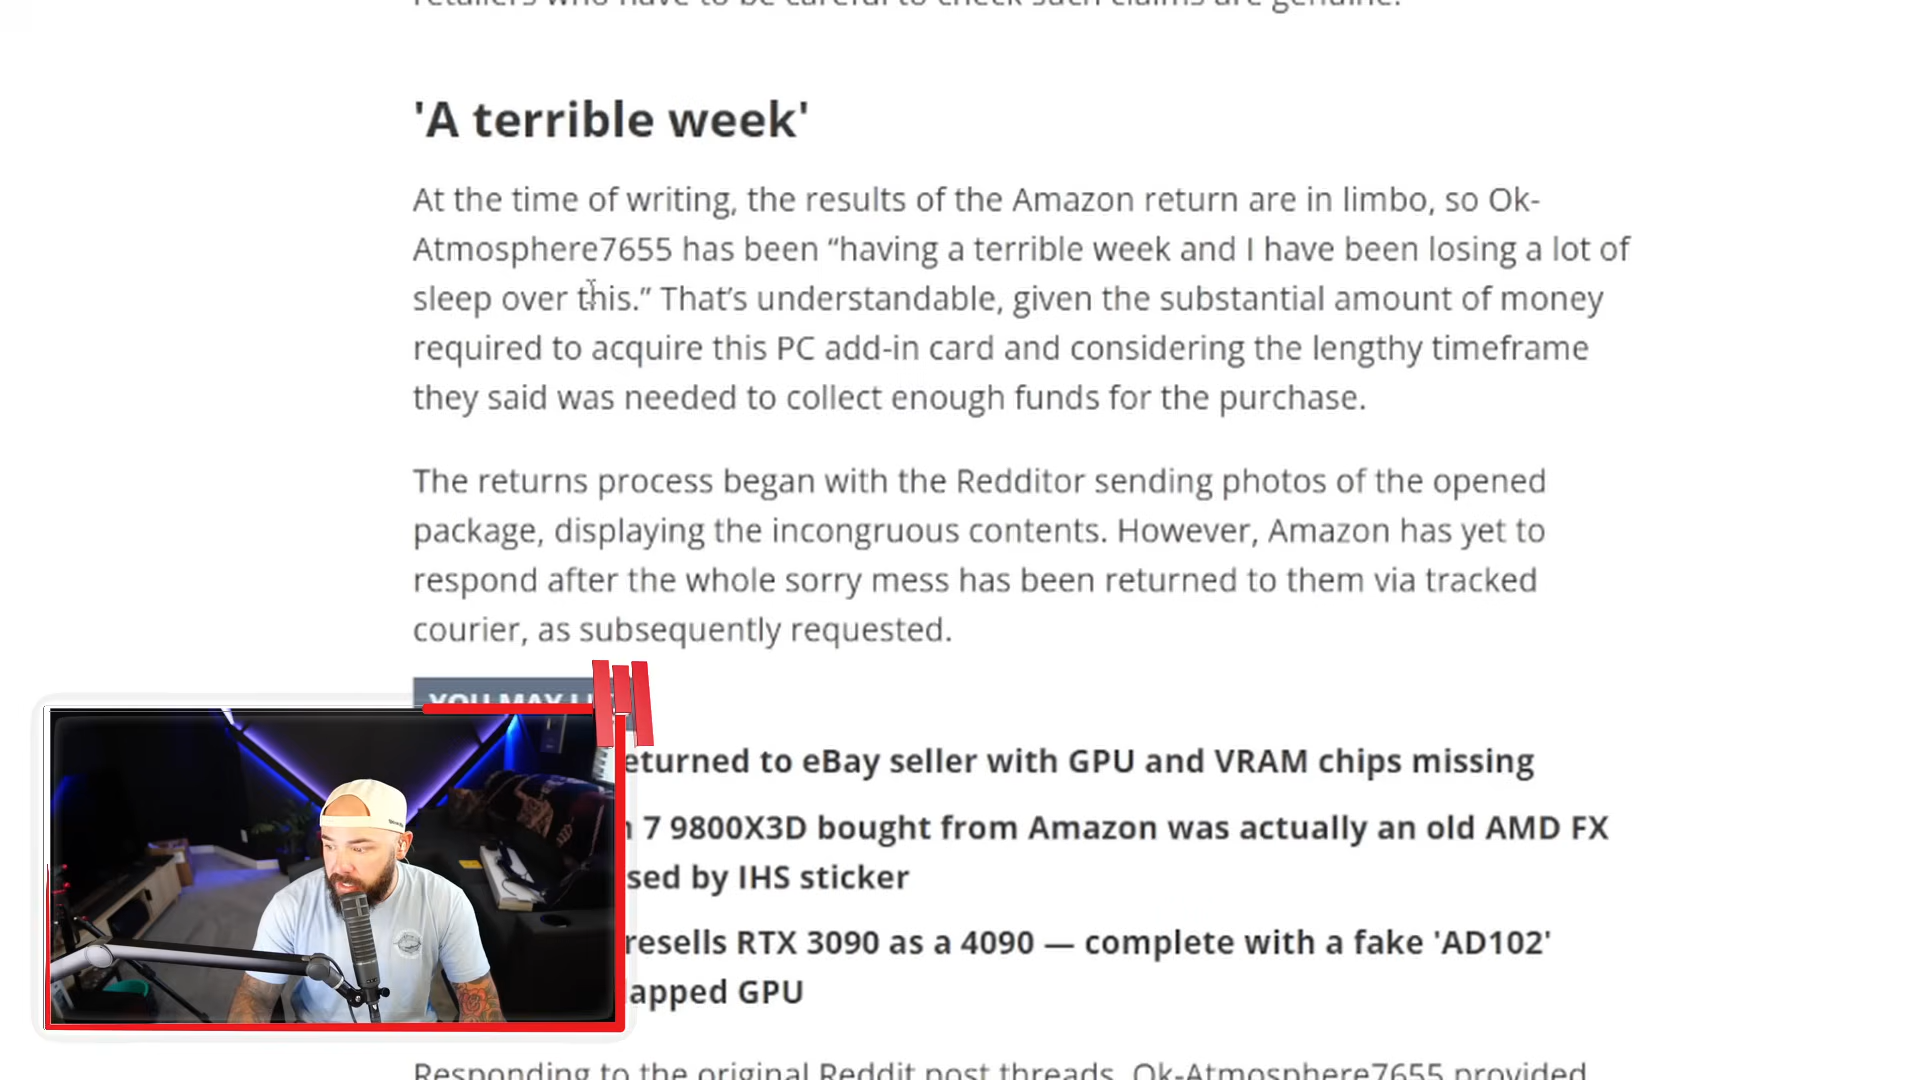 retailers who have to be careful to check such claims are genuine.
'A terrible week'
At the time of writing, the results of the Amazon return are in limbo, so Ok-
Atmosphere7655 has been “having a terrible week and I have been losing a lot of
sleep over this.” That’s understandable, given the substantial amount of money
required to acquire this PC add-in card and considering the lengthy timeframe
they said was needed to collect enough funds for the purchase.
The returns process began with the Redditor sending photos of the opened
package, displaying the incongruous contents. However, Amazon has yet to
respond after the whole sorry mess has been returned to them via tracked
courier, as subsequently requested.
YOU MAY
eturned to eBay seller with GPU and VRAM chips missing
7 9800X3D bought from Amazon was actually an old AMD FX
sed by IHS sticker
resells RTX 3090 as a 4090 — complete with a fake 'AD102'
lapped GPU
Responding to the original Reddit post threads, Ok-Atmosphere7655 provided